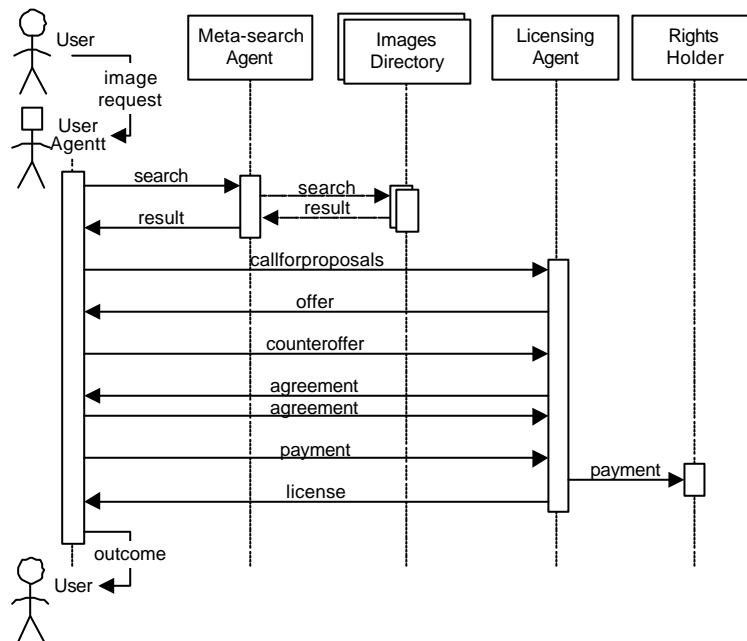 User
Meta-search
Agent
Images
Directory
Licensing
Agent
Rights
Holder
image
request
User
Agentt
search
search
result
result
callforproposals
offer
counteroffer
agreement
agreement
payment
payment
license
outcome
User